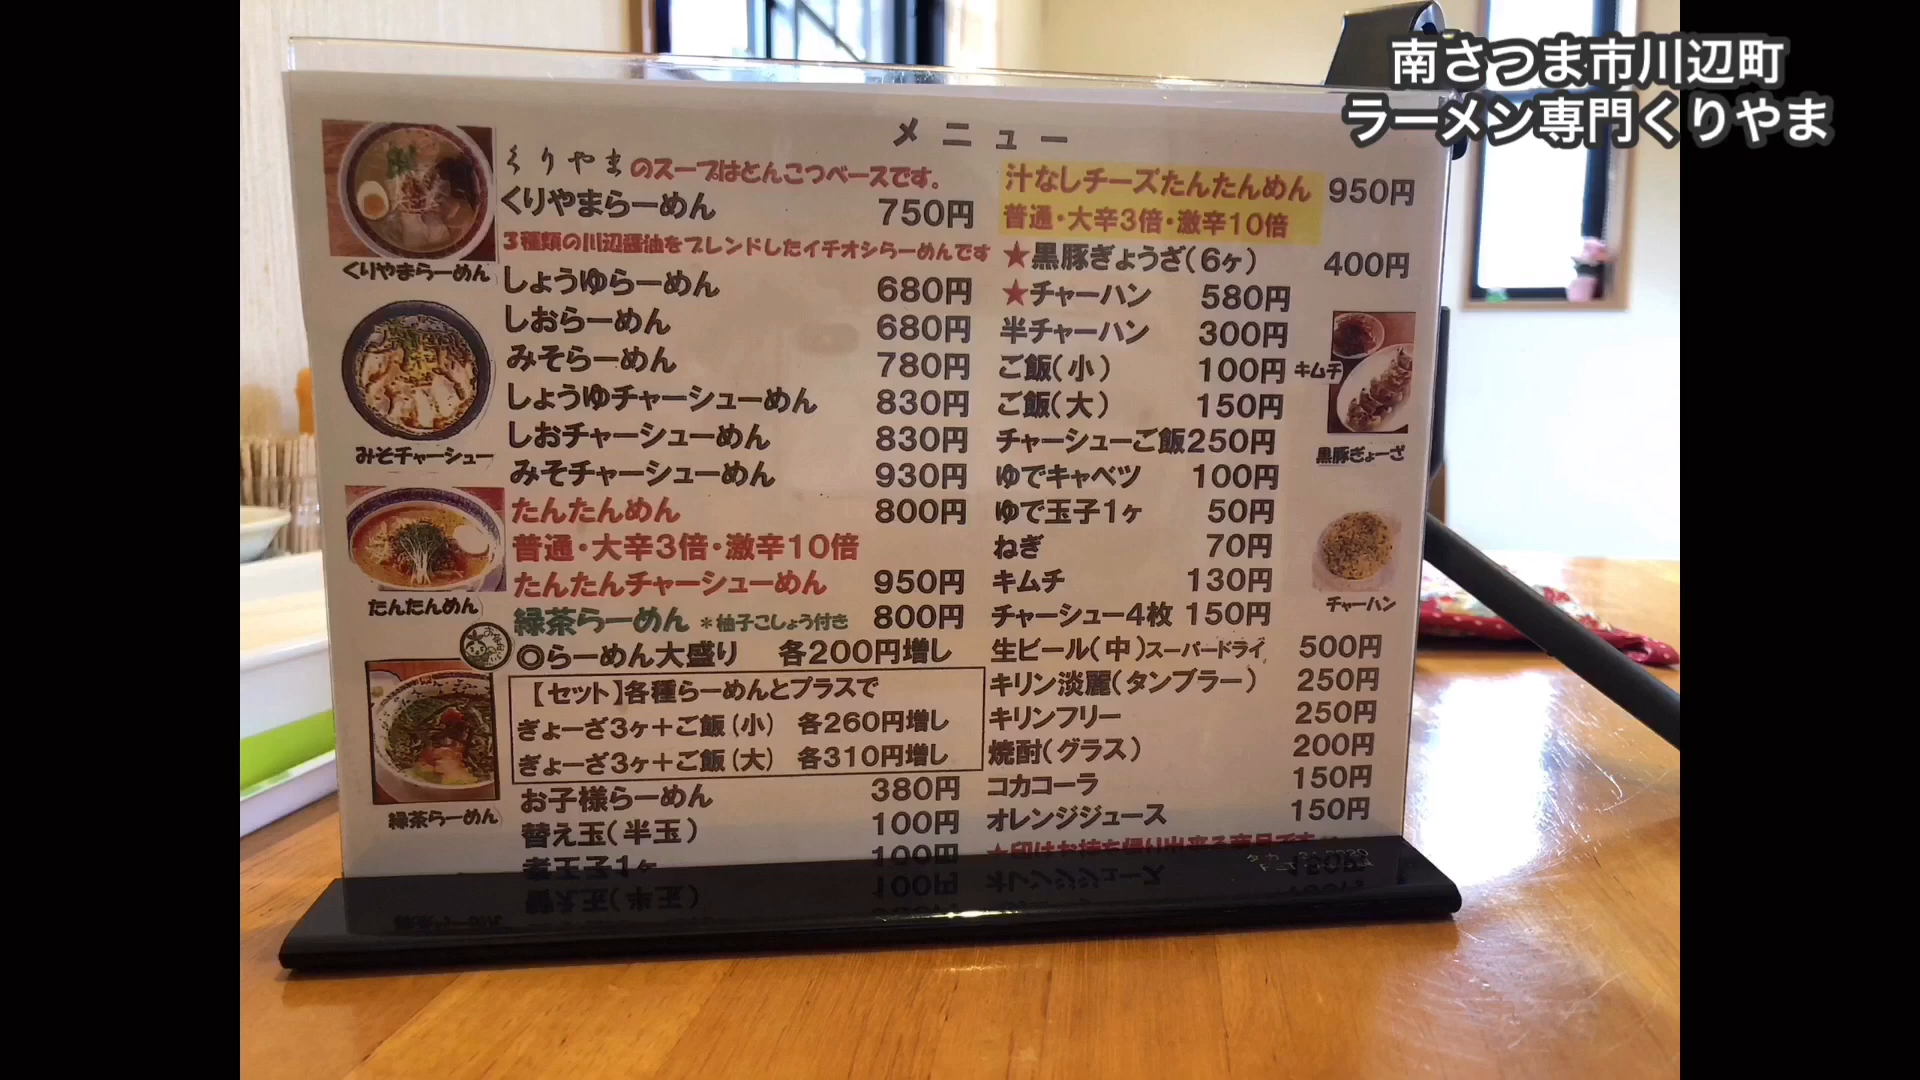 南さつま市川辺町
ラーメン専門くりやま
メニュー
くりやまのスープはとんこつベースです。
くりやまらーめん 750円
3種類の川辺醤油をブレンドしたイチオシらーめんです
しょうゆらーめん 680円
しおらーめん 680円
みそらーめん 780円
しょうゆチャーシューめん 830円
しおチャーシューめん 830円
みそチャーシューめん 930円
たんたんめん 800円
普通・大辛3倍・激辛10倍
たんたんチャーシューめん 950円
緑茶らーめん *柚子こしょう付き 800円
◎らーめん大盛り 各200円増し
【セット】各種らーめんとプラスで
ぎょーざ3ヶ+ご飯(小) 各260円増し
ぎょーざ3ヶ+ご飯(大) 各310円増し
お子様らーめん 380円
替え玉(半玉) 100円
煮玉子1ヶ 100円
くりやまらーめん
みそチャーシュー
たんたんめん
緑茶らーめん
汁なしチーズたんたんめん 950円
普通・大辛3倍・激辛10倍
★黒豚ぎょうざ(6ヶ) 400円
★チャーハン 580円
半チャーハン 300円
ご飯(小) 100円
ご飯(大) 150円
チャーシューご飯250円
ゆでキャベツ 100円
ゆで玉子1ヶ 50円
ねぎ 70円
キムチ 130円
チャーシュー4枚 150円
生ビール(中)スーパードライ 500円
キリン淡麗(タンブラー) 250円
キリンフリー 250円
焼酎(グラス) 200円
コカコーラ 150円
オレンジジュース 150円
★印はお持ち帰り出来る商品です
キムチ
黒豚ぎょーざ
チャーハン